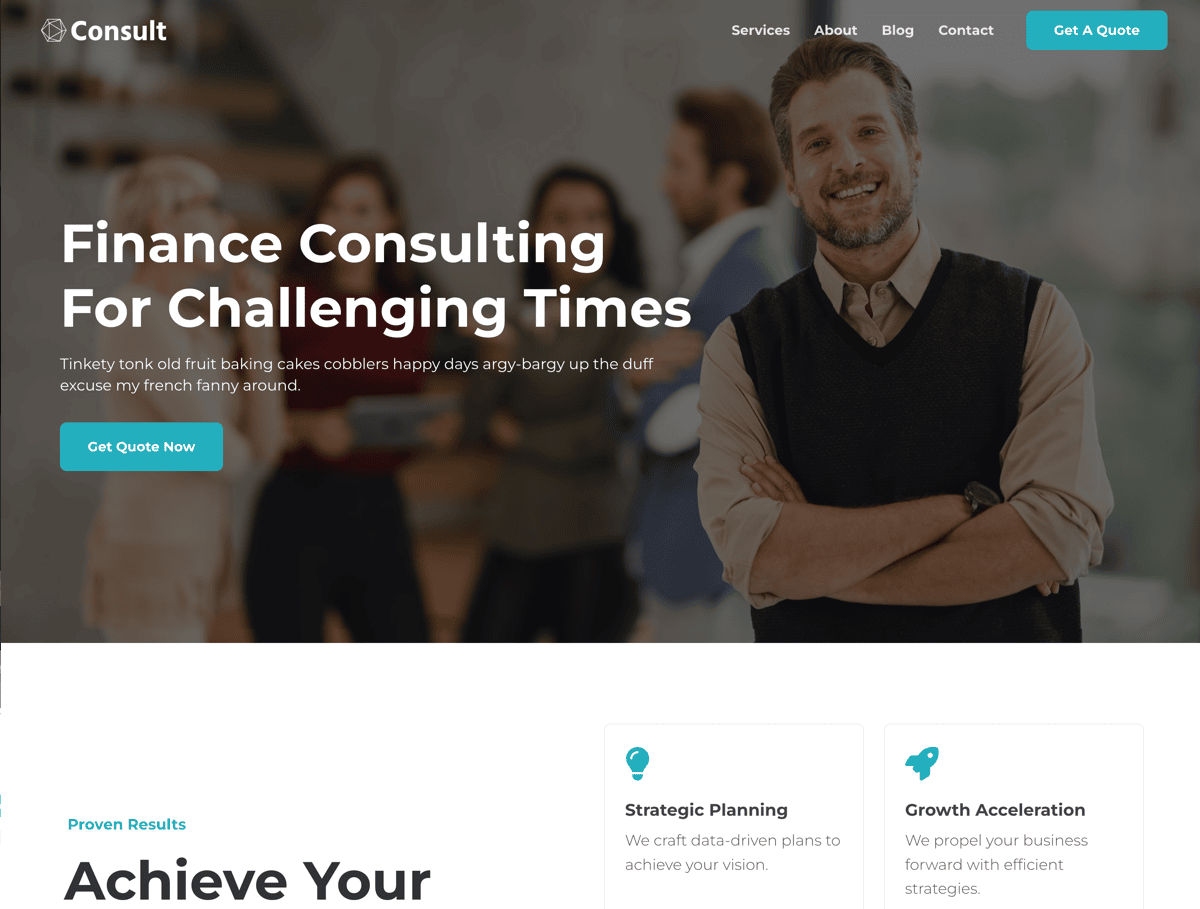 Consult
Services
About
Blog
Contact
Get A Quote
Finance Consulting
For Challenging Times
Tinkety tonk old fruit baking cakes cobblers happy days argy-bargy up the duff
excuse my french fanny around.
Get Quote Now
Proven Results
Achieve Your
Strategic Planning
We craft data-driven plans to
achieve your vision.
Growth Acceleration
We propel your business
forward with efficient
strategies.